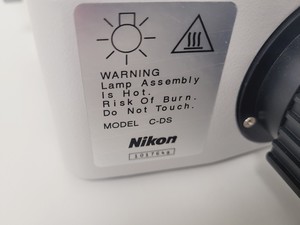 WARNING
Lamp Assembly
Is Hot.
Risk Of Burn.
Do Not Touch.
MODEL C-DS
Nikon